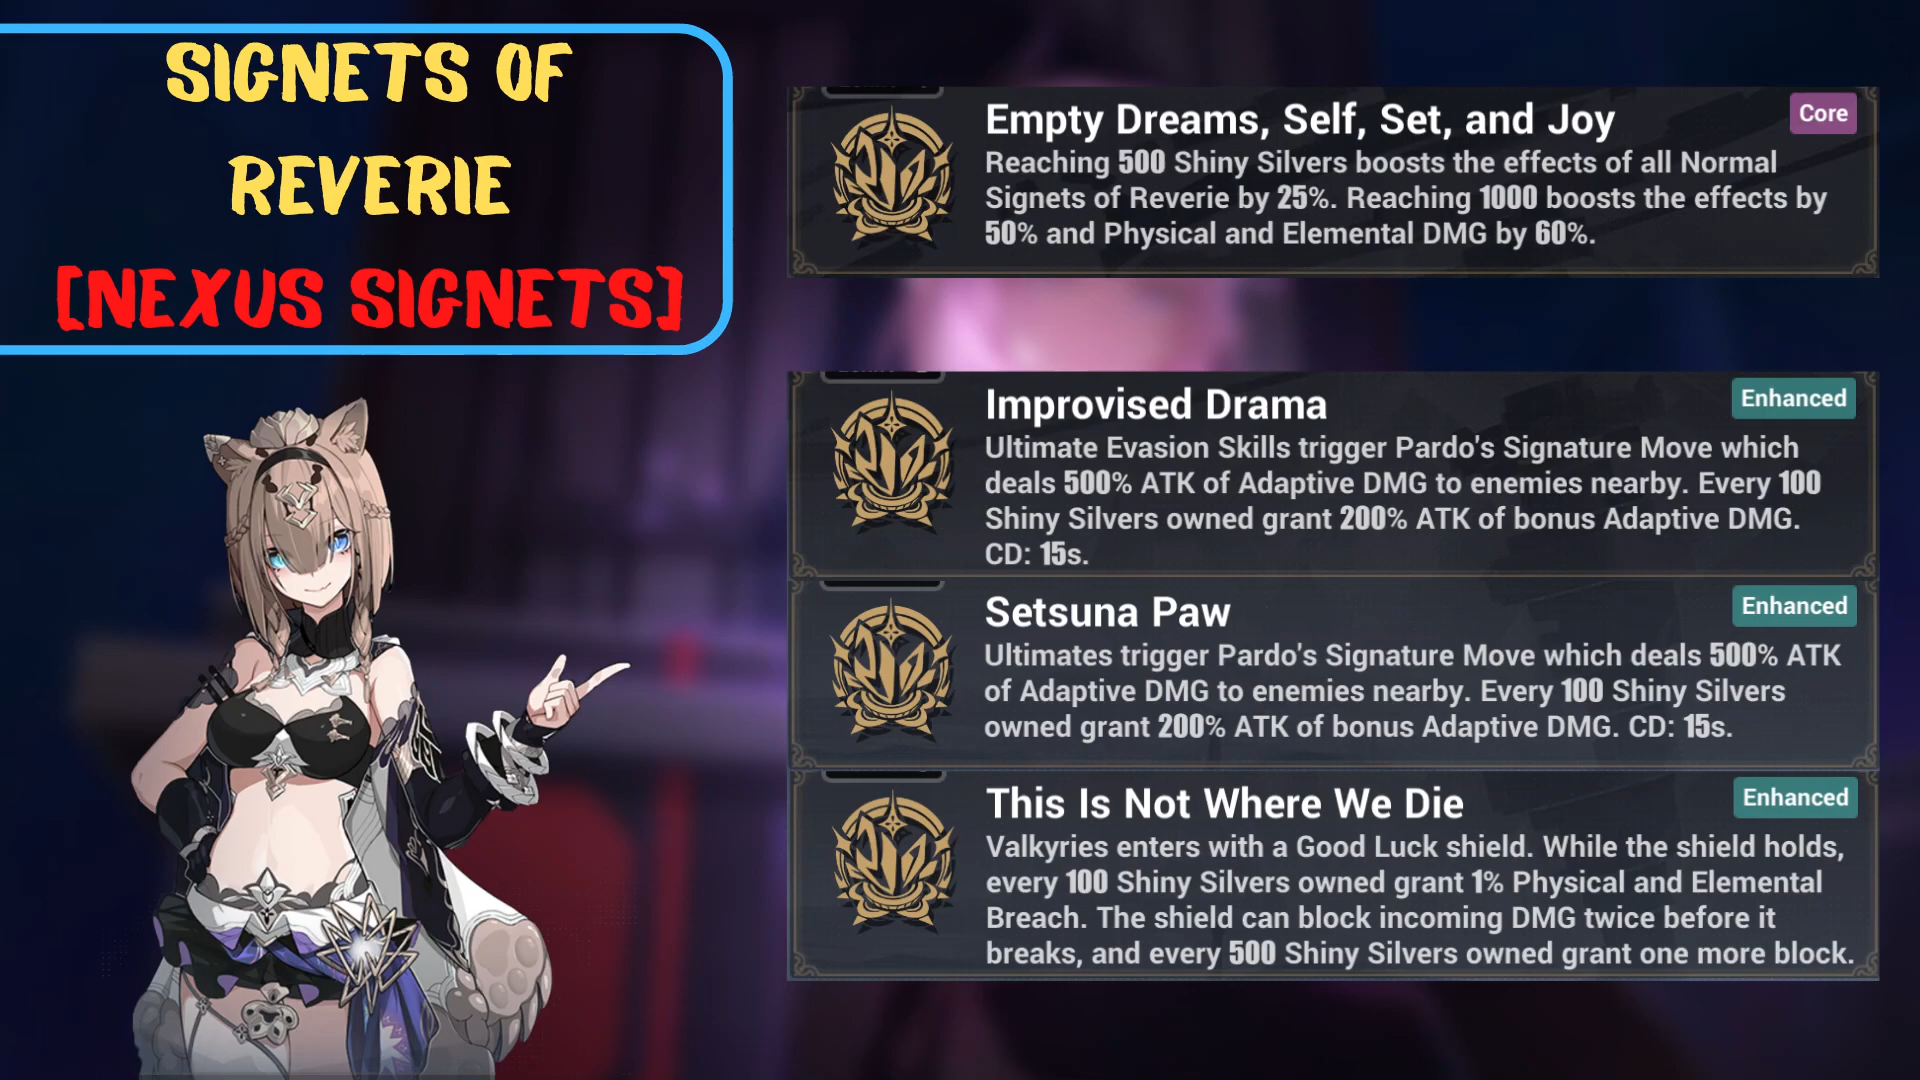 SIGNETS OF
REVERIE
[NEXUS SIGNETS]
Empty Dreams, Self, Set, and Joy
Core
Reaching 500 Shiny Silvers boosts the effects of all Normal
Signets of Reverie by 25%. Reaching 1000 boosts the effects by
50% and Physical and Elemental DMG by 60%.
Improvised Drama
Enhanced
Ultimate Evasion Skills trigger Pardo's Signature Move which
deals 500% ATK of Adaptive DMG to enemies nearby. Every 100
Shiny Silvers owned grant 200% ATK of bonus Adaptive DMG.
CD: 15s.
Setsuna Paw
Enhanced
Ultimates trigger Pardo's Signature Move which deals 500% ATK
of Adaptive DMG to enemies nearby. Every 100 Shiny Silvers
owned grant 200% ATK of bonus Adaptive DMG. CD: 15s.
This Is Not Where We Die
Enhanced
Valkyries enters with a Good Luck shield. While the shield holds,
every 100 Shiny Silvers owned grant 1% Physical and Elemental
Breach. The shield can block incoming DMG twice before it
breaks, and every 500 Shiny Silvers owned grant one more block.